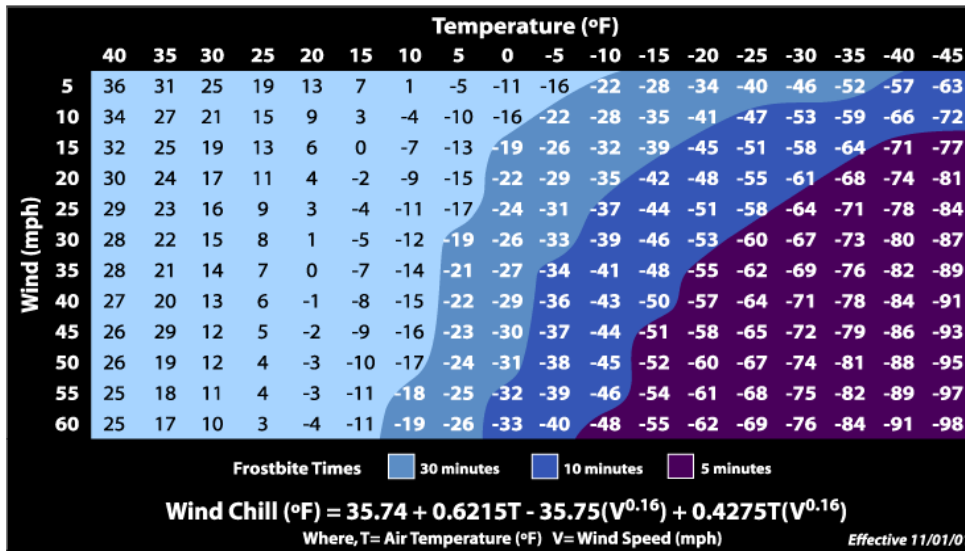 Temperature (ºF)
40 35 30 25 20 15 10 5 0 -5 -10 -15 -20 -25 -30 -35 -40 -45
Wind (mph)
5 36 31 25 19 13 7 1 -5 -11 -16 -22 -28 -34 -40 -46 -52 -57 -63
10 34 27 21 15 9 3 -4 -10 -16 -22 -28 -35 -41 -47 -53 -59 -66 -72
15 32 25 19 13 6 0 -7 -13 -19 -26 -32 -39 -45 -51 -58 -64 -71 -77
20 30 24 17 11 4 -2 -9 -15 -22 -29 -35 -42 -48 -55 -61 -68 -74 -81
25 29 23 16 9 3 -4 -11 -17 -24 -31 -37 -44 -51 -58 -64 -71 -78 -84
30 28 22 15 8 1 -5 -12 -19 -26 -33 -39 -46 -53 -60 -67 -73 -80 -87
35 28 21 14 7 0 -7 -14 -21 -27 -34 -41 -48 -55 -62 -69 -76 -82 -89
40 27 20 13 6 -1 -8 -15 -22 -29 -36 -43 -50 -57 -64 -71 -78 -84 -91
45 26 29 12 5 -2 -9 -16 -23 -30 -37 -44 -51 -58 -65 -72 -79 -86 -93
50 26 19 12 4 -3 -10 -17 -24 -31 -38 -45 -52 -60 -67 -74 -81 -88 -95
55 25 18 11 4 -3 -11 -18 -25 -32 -39 -46 -54 -61 -68 -75 -82 -89 -97
60 25 17 10 3 -4 -11 -19 -26 -33 -40 -48 -55 -62 -69 -76 -84 -91 -98
Frostbite Times 30 minutes 10 minutes 5 minutes
Wind Chill (ºF) = 35.74 + 0.6215T - 35.75(V^0.16) + 0.4275T(V^0.16)
Where, T= Air Temperature (ºF) V= Wind Speed (mph) Effective 11/01/0